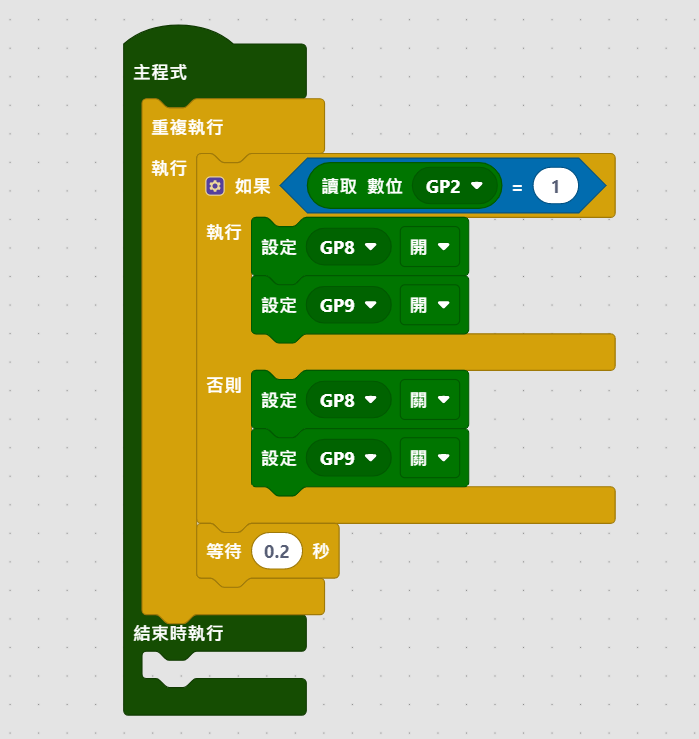 主程式
重複執行
執行
如果 讀取 數位 GP2 = 1
執行
設定 GP8 開
設定 GP9 開
否則
設定 GP8 關
設定 GP9 關
等待 0.2 秒
結束時執行